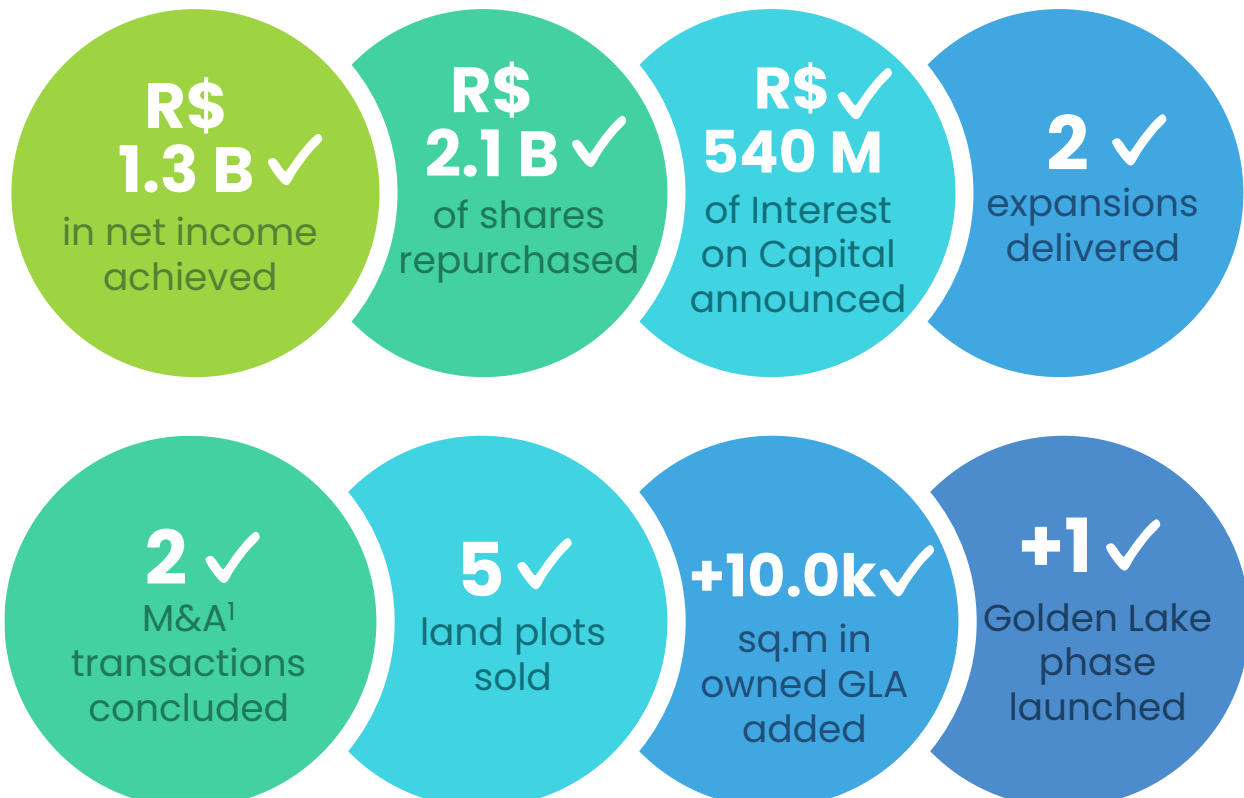 R$
1.3 B
in net income
achieved
R$
2.1 B
of shares
repurchased
R$
540 M
of Interest
on Capital
announced
2
expansions
delivered
2
M&A¹
transactions
concluded
5
land plots
sold
+10.0k
sq.m in
owned GLA
added
+1
Golden Lake
phase
launched